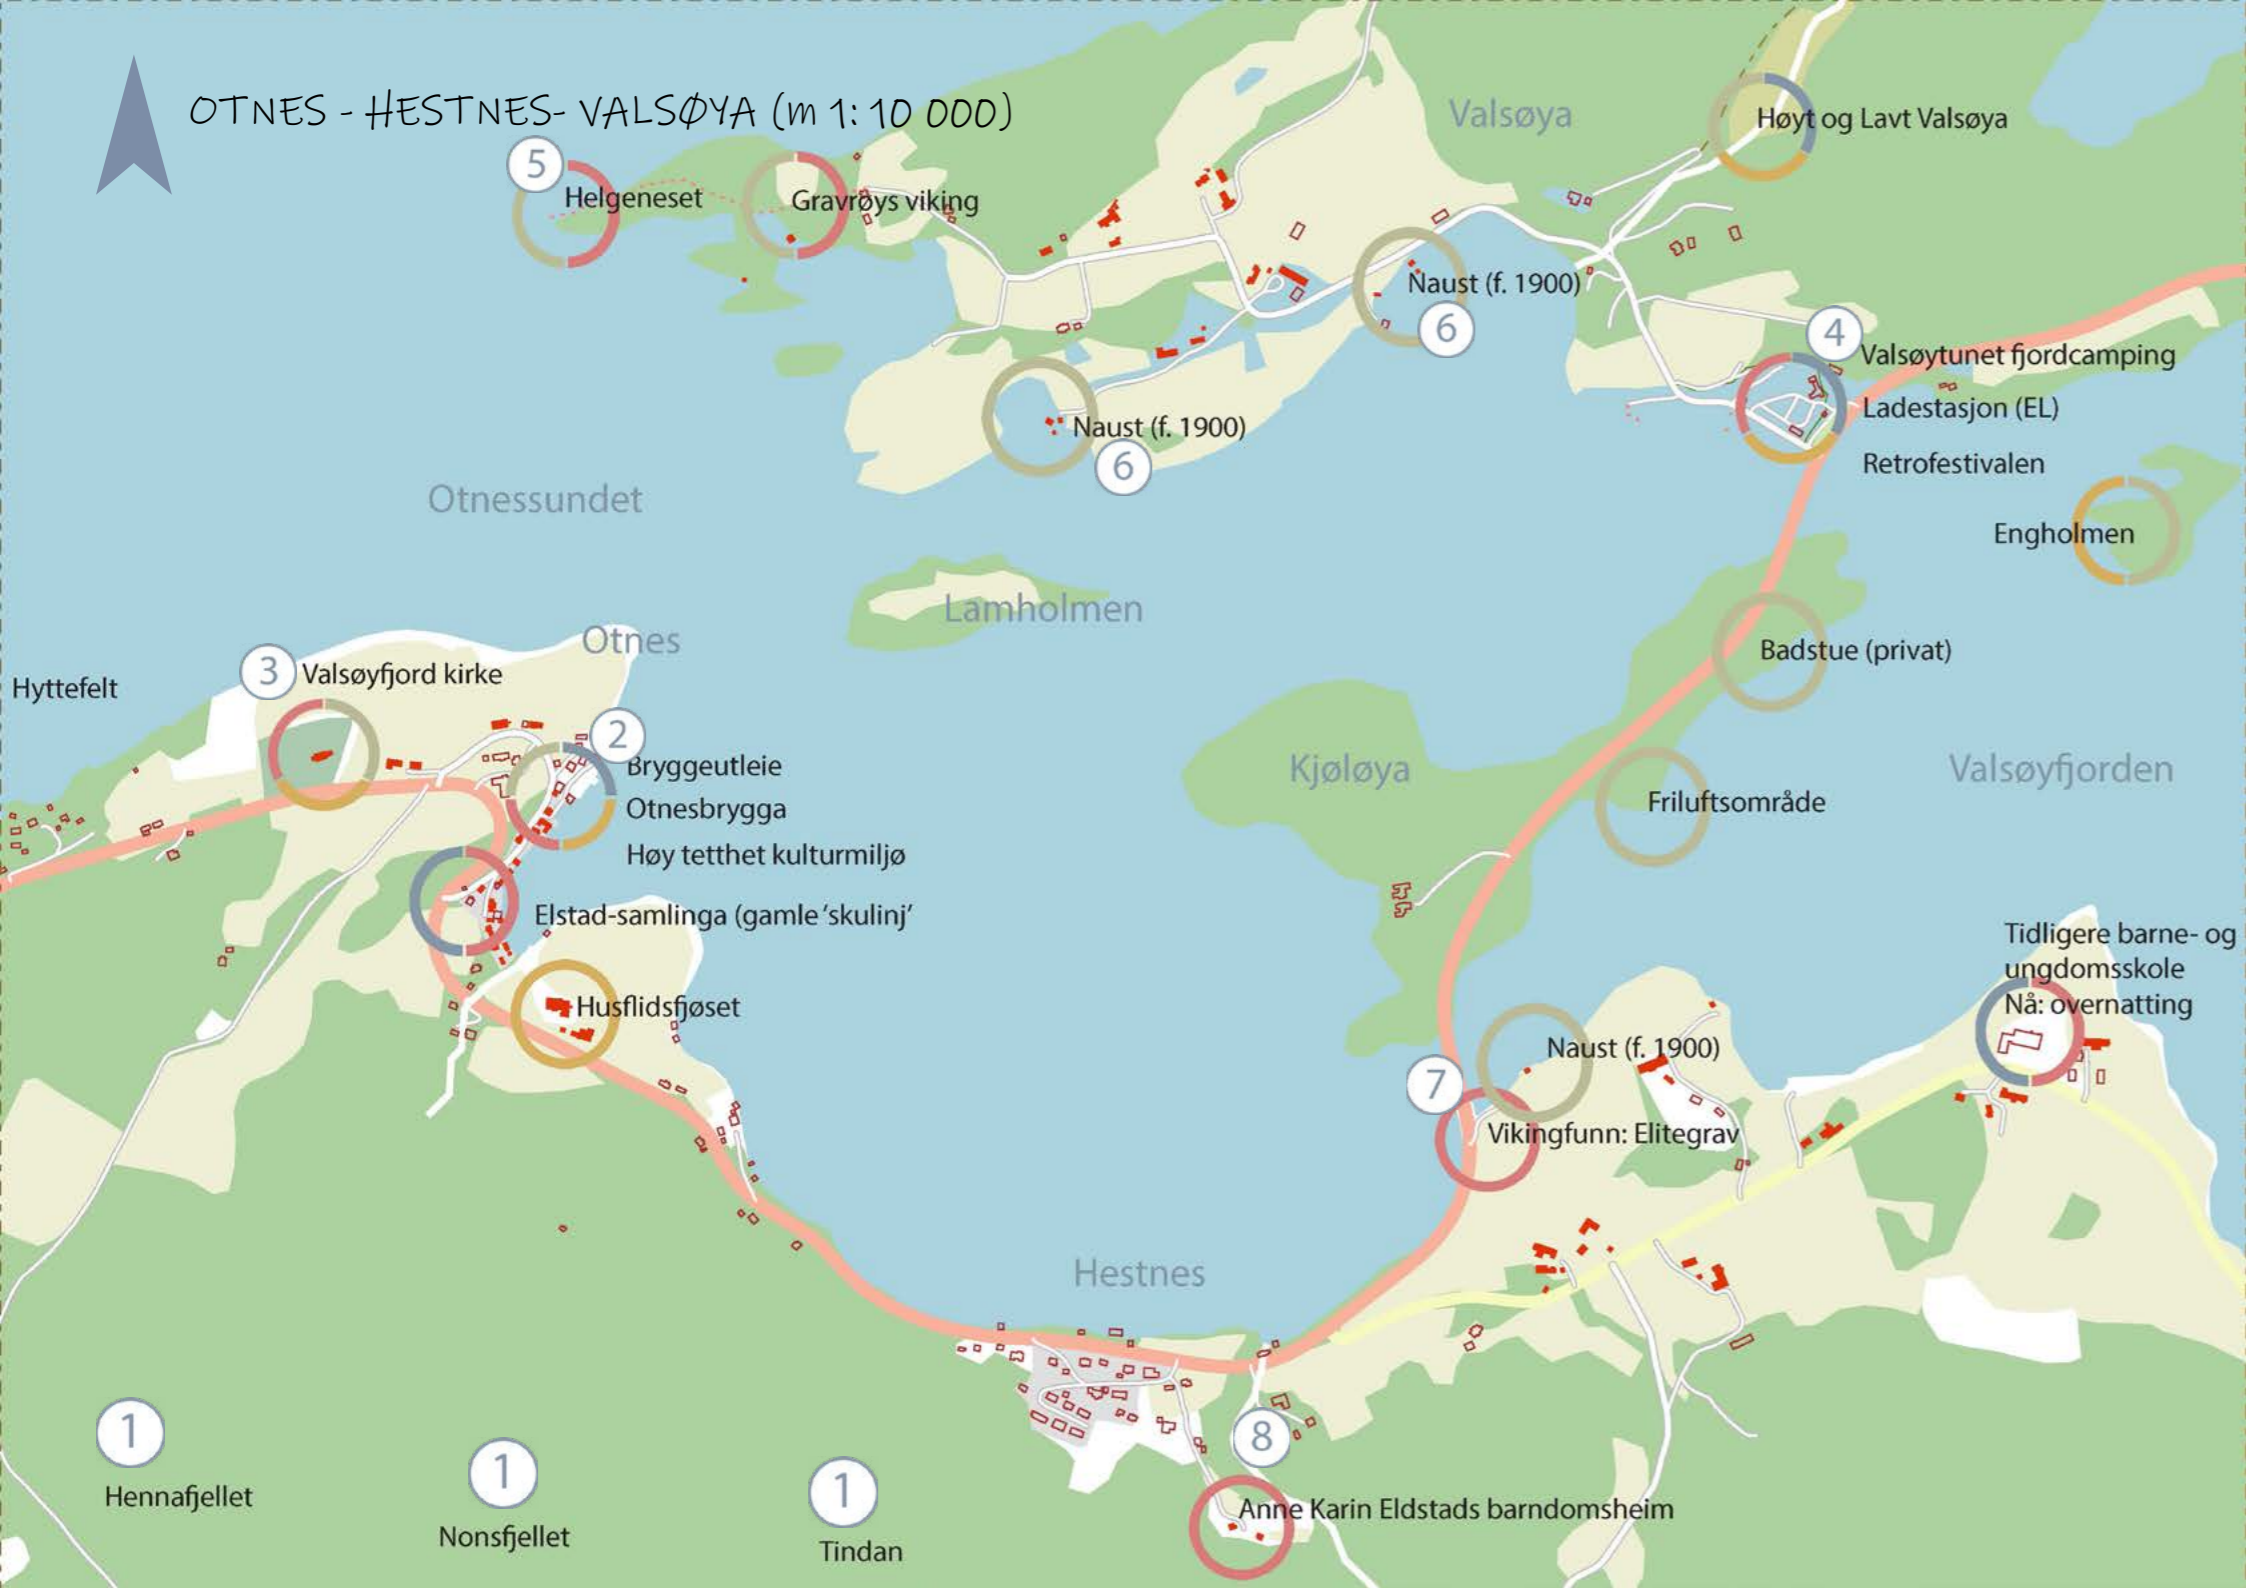 OTNES - HESTNES- VALSØYA (m 1: 10 000)
Valsøya
Høyt og Lavt Valsøya
5
Helgeneset
Gravrøys viking
Naust (f. 1900)
6
4
Valsøytunet fjordcamping
Ladestasjon (EL)
Retrofestivalen
Naust (f. 1900)
6
Otnessundet
Engholmen
Lamholmen
Otnes
Badstue (privat)
3
Valsøyfjord kirke
Hyttefelt
2
Bryggeutleie
Otnesbrygga
Høy tetthet kulturmiljø
Kjøløya
Valsøyfjorden
Friluftsområde
Elstad-samlinga (gamle 'skulinj'
Tidligere barne- og
ungdomsskole
Nå: overnatting
Husflidsfjøset
Naust (f. 1900)
7
Vikingfunn: Elitegrav
Hestnes
1
Hennafjellet
1
Nonsfjellet
1
Tindan
8
Anne Karin Eldstads barndomsheim